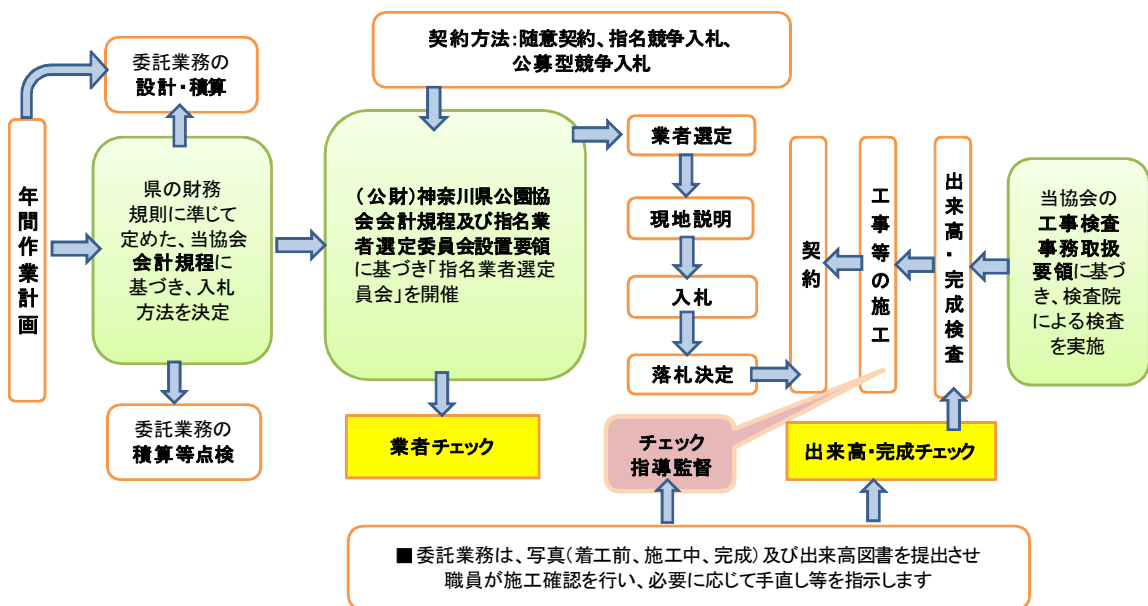 契約方法:随意契約、指名競争入札、
公募型競争入札
委託業務の
設計・積算
年間作業計画
県の財務
規則に準じて
定めた、当協会
会計規程に
基づき、入札
方法を決定
委託業務の
積算等点検
(公財)神奈川県公園協
会会計規程及び指名業
者選定委員会設置要領
に基づき「指名業者選定
員会」を開催
業者チェック
業者選定
現地説明
入札
落札決定
契約
工事等の施工
出来高・完成検査
当協会の
工事検査
事務取扱
要領に基づ
き、検査院
による検査
を実施
チェック
指導監督
出来高・完成チェック
■委託業務は、写真(着工前、施工中、完成)及び出来高図書を提出させ
職員が施工確認を行い、必要に応じて手直し等を指示します